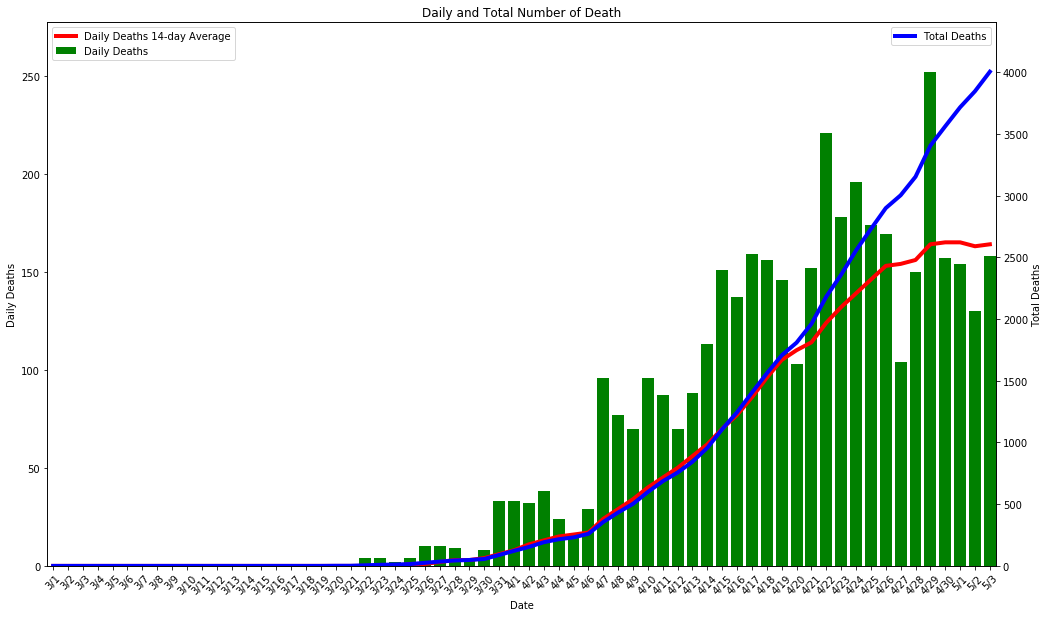 Daily and Total Number of Death
Daily Deaths 14-day Average
Daily Deaths
Total Deaths
250
200
150
100
50
0
Daily Deaths
4000
3500
3000
2500
2000
1500
1000
500
0
Total Deaths
3/1 3/2 3/3 3/4 3/5 3/6 3/7 3/8 3/9 3/10 3/11 3/12 3/13 3/14 3/15 3/16 3/17 3/18 3/19 3/20 3/21 3/22 3/23 3/24 3/25 3/26 3/27 3/28 3/29 3/30 3/31 4/1 4/2 4/3 4/4 4/5 4/6 4/7 4/8 4/9 4/10 4/11 4/12 4/13 4/14 4/15 4/16 4/17 4/18 4/19 4/20 4/21 4/22 4/23 4/24 4/25 4/26 4/27 4/28 4/29 4/30 5/1 5/2 5/3
Date